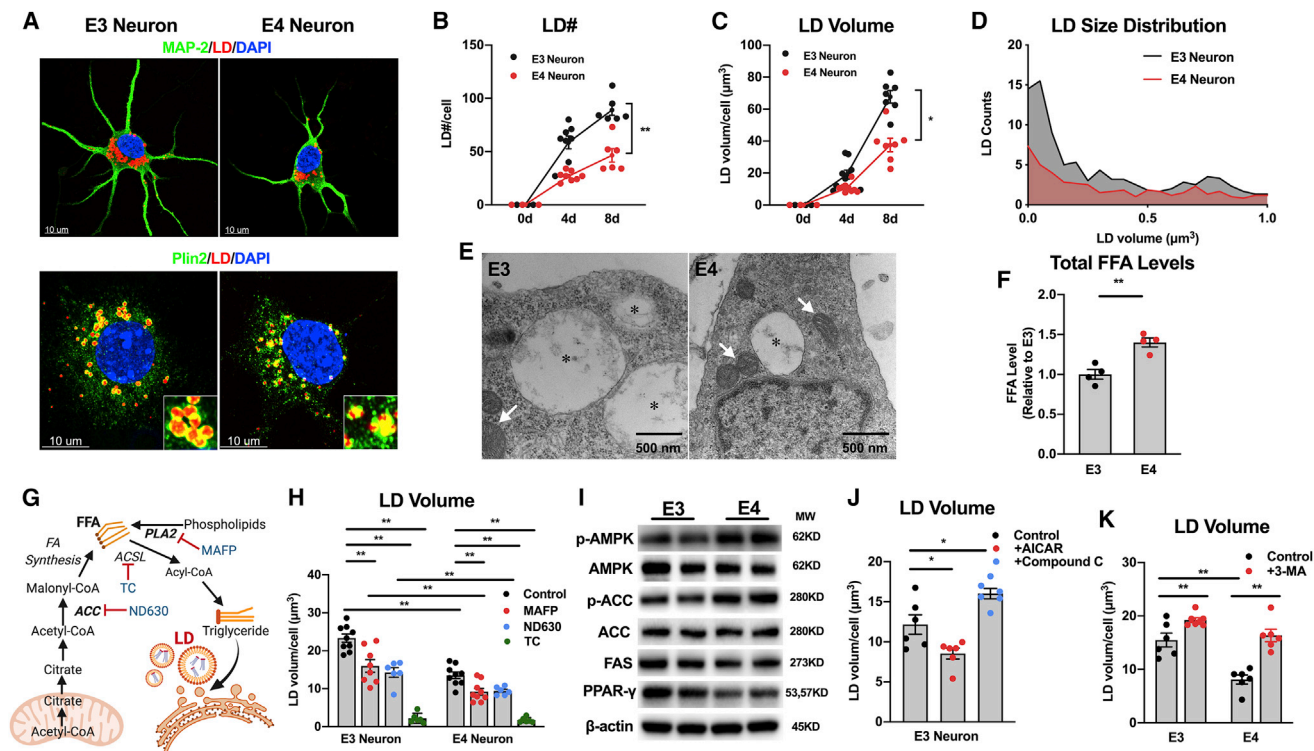 A
E3 Neuron
E4 Neuron
MAP-2/LD/DAPI
10 um
10 um
Plin2/LD/DAPI
10 um
10 um
B
LD#
E3 Neuron
E4 Neuron
LD#/cell
150
100
50
0
0d
4d
8d
**
C
LD Volume
E3 Neuron
E4 Neuron
LD volum/cell (µm³)
100
80
60
40
20
0
0d
4d
8d
*
D
LD Size Distribution
E3 Neuron
E4 Neuron
LD Counts
20
15
10
5
0
0.0
0.5
1.0
LD volume (µm³)
E
E3
*
*
*
500 nm
E4
*
500 nm
F
Total FFA Levels
**
FFA Level
(Relative to E3)
2.0
1.5
1.0
0.5
0.0
E3
E4
G
FFA
Phospholipids
PLA2
MAFP
FA
Synthesis
ACSL
Acyl-CoA
TC
Malonyl-CoA
ACC
ND630
Triglyceride
Acetyl-CoA
LD
Citrate
Citrate
Acetyl-CoA
H
LD Volume
**
**
**
**
**
**
**
**
**
Control
MAFP
ND630
TC
LD volume/cell (µm³)
40
30
20
10
0
E3 Neuron
E4 Neuron
I
E3
E4
MW
p-AMPK
62KD
AMPK
62KD
p-ACC
280KD
ACC
280KD
FAS
273KD
PPAR-γ
53,57KD
β-actin
45KD
J
LD Volume
Control
+AICAR
+Compound C
*
*
LD volume/cell (µm³)
30
20
10
0
E3 Neuron
K
LD Volume
Control
+3-MA
**
**
**
LD volume/cell (µm³)
30
20
10
0
E3
E4